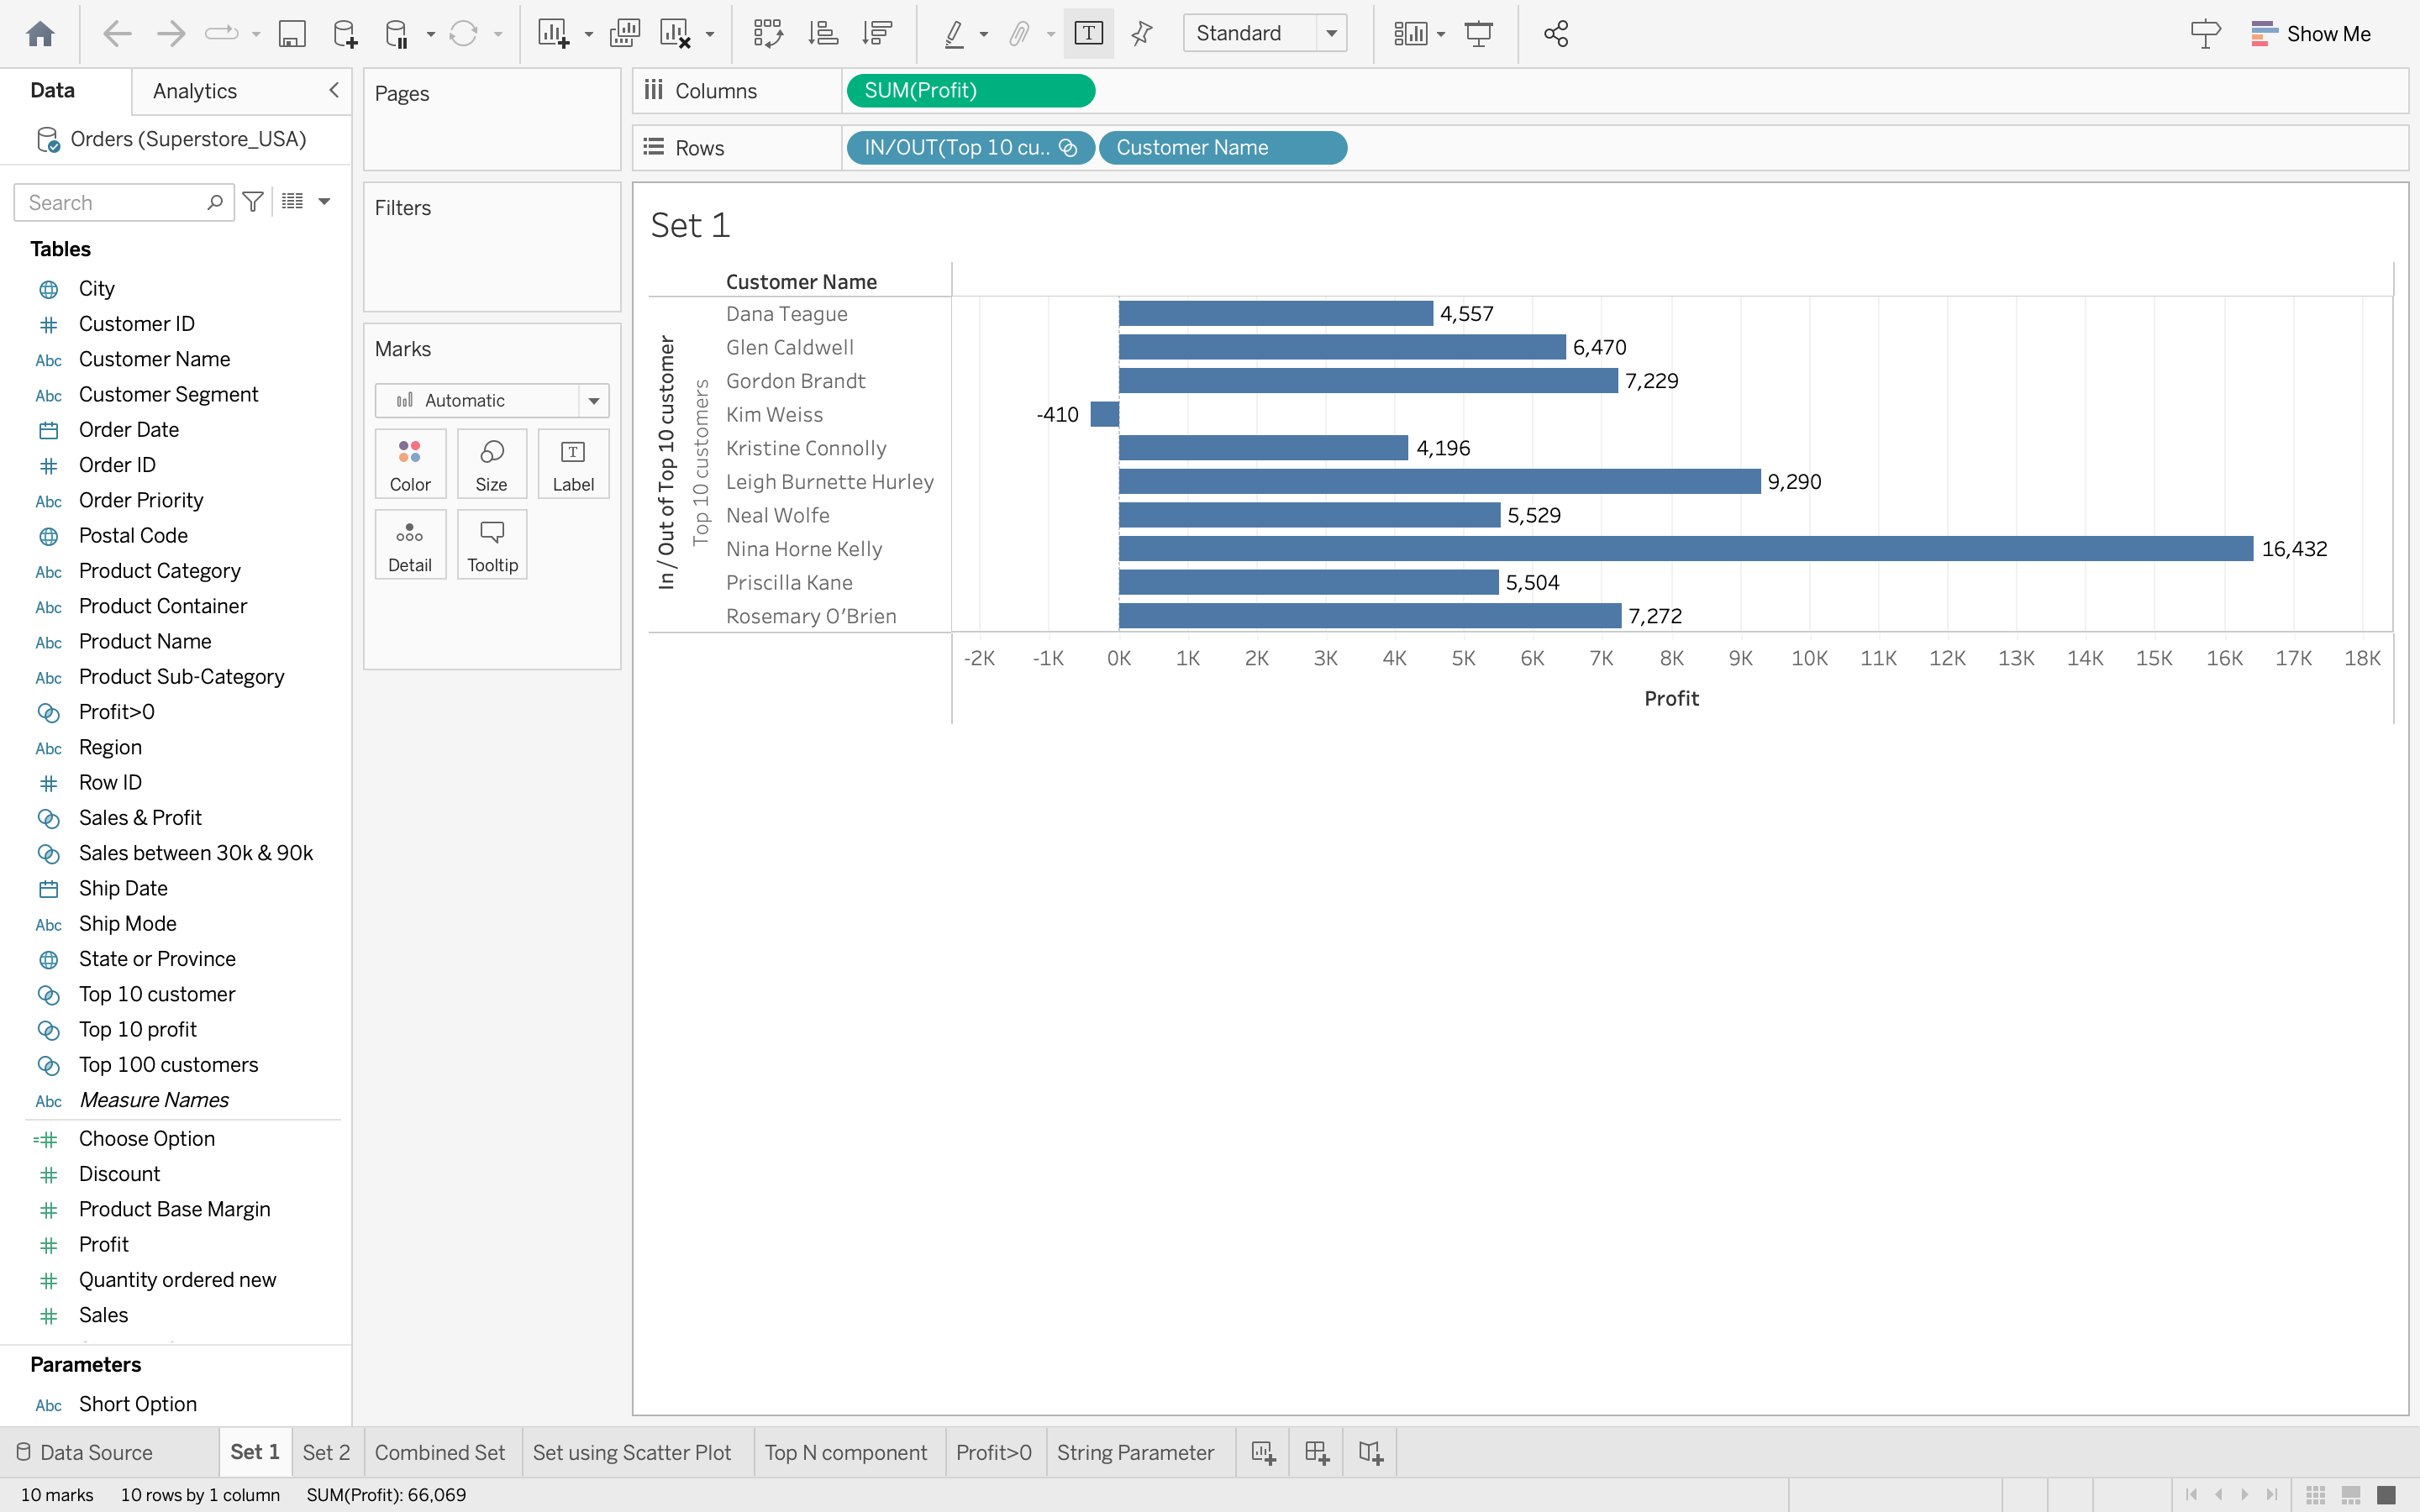 Standard
Show Me
Data
Analytics
Orders (Superstore_USA)
Search
Tables
City
Customer ID
Abc Customer Name
Abc Customer Segment
Order Date
Order ID
Abc Order Priority
Postal Code
Abc Product Category
Abc Product Container
Abc Product Name
Abc Product Sub-Category
Profit>0
Abc Region
Row ID
Sales & Profit
Sales between 30k & 90k
Ship Date
Abc Ship Mode
State or Province
Top 10 customer
Top 10 profit
Top 100 customers
Abc Measure Names
=# Choose Option
# Discount
# Product Base Margin
# Profit
# Quantity ordered new
# Sales
Parameters
Abc Short Option
Pages
Filters
Marks
Automatic
Color Size Label
Detail Tooltip
Columns SUM(Profit)
Rows IN/OUT(Top 10 cu.. Customer Name
Set 1
In / Out of Top 10 customer
Top 10 customers
Customer Name
Dana Teague 4,557
Glen Caldwell 6,470
Gordon Brandt 7,229
Kim Weiss -410
Kristine Connolly 4,196
Leigh Burnette Hurley 9,290
Neal Wolfe 5,529
Nina Horne Kelly 16,432
Priscilla Kane 5,504
Rosemary O'Brien 7,272
-2K -1K 0K 1K 2K 3K 4K 5K 6K 7K 8K 9K 10K 11K 12K 13K 14K 15K 16K 17K 18K
Profit
Data Source Set 1 Set 2 Combined Set Set using Scatter Plot Top N component Profit>0 String Parameter
10 marks 10 rows by 1 column SUM(Profit): 66,069